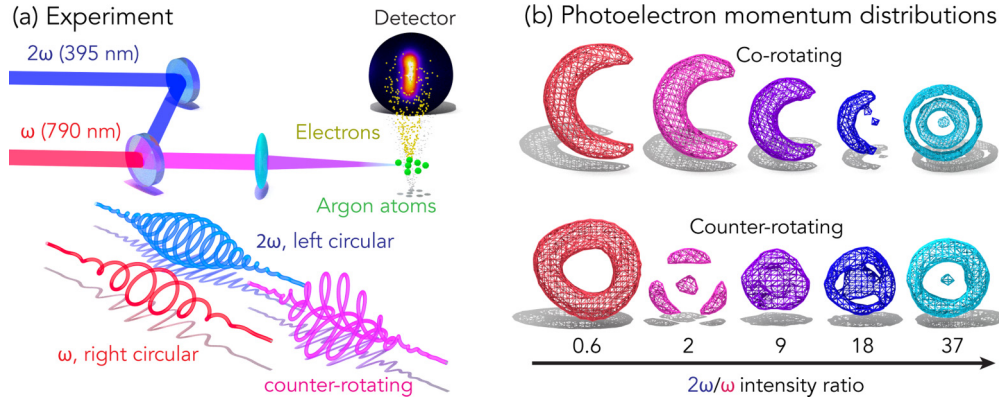 (a) Experiment
2ω (395 nm)
ω (790 nm)
Detector
Electrons
Argon atoms
2ω, left circular
ω, right circular
counter-rotating
(b) Photoelectron momentum distributions
Co-rotating
Counter-rotating
0.6 2 9 18 37
2ω/ω intensity ratio